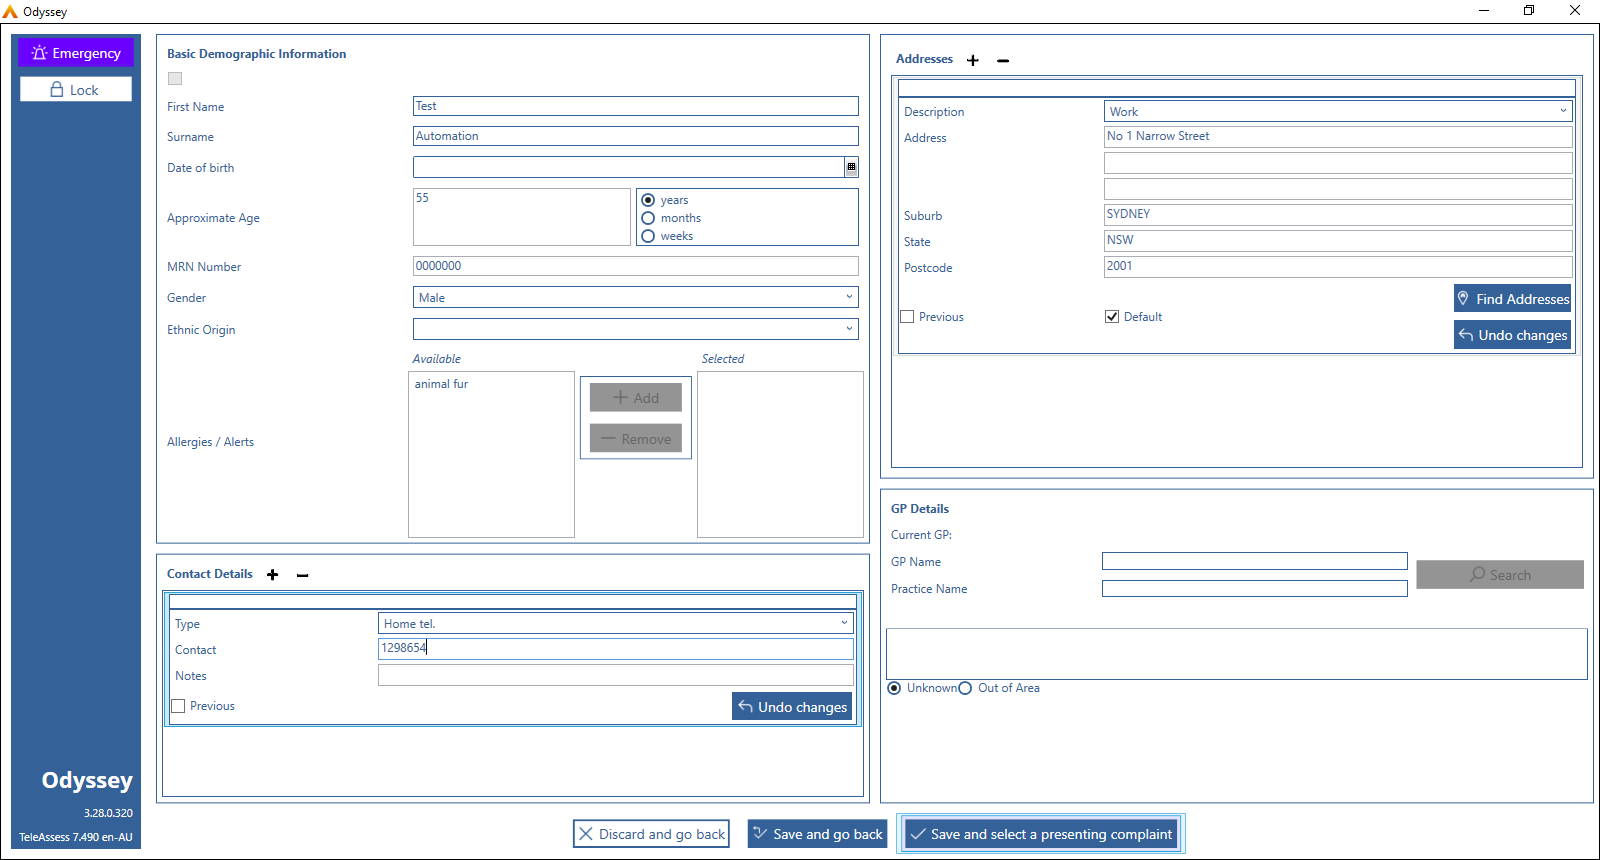 Odyssey
Emergency
Lock
Basic Demographic Information
First Name
Test
Surname
Automation
Date of birth
Approximate Age
55
years
months
weeks
MRN Number
0000000
Gender
Male
Ethnic Origin
Available
Selected
Allergies / Alerts
animal fur
Add
Remove
Contact Details
Type
Home tel.
Contact
1298654
Notes
Previous
Undo changes
Addresses
Description
Work
Address
No 1 Narrow Street
Suburb
SYDNEY
State
NSW
Postcode
2001
Find Addresses
Previous
Default
Undo changes
GP Details
Current GP:
GP Name
Practice Name
Search
Unknown
Out of Area
Odyssey
3.28.0.320
TeleAssess 7.490 en-AU
Discard and go back
Save and go back
Save and select a presenting complaint